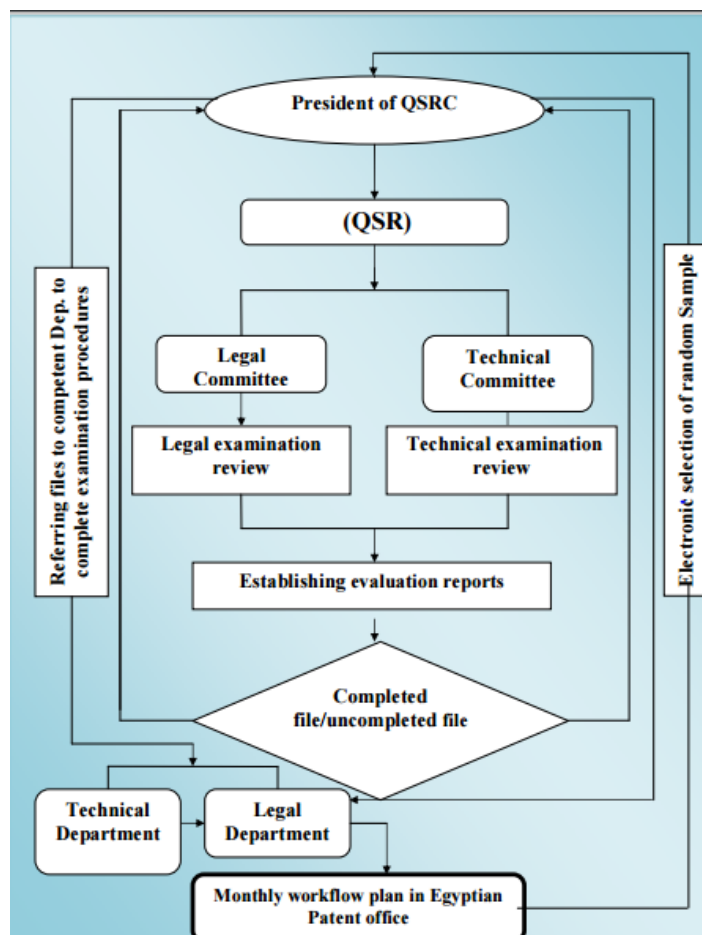 President of QSRC
(QSR)
Legal
Committee
Technical
Committee
Legal examination
review
Technical examination
review
Establishing evaluation reports
Completed
file/uncompleted file
Referring files to competent Dep. to
complete examination procedures
Electronic selection of random Sample
Technical
Department
Legal
Department
Monthly workflow plan in Egyptian
Patent office